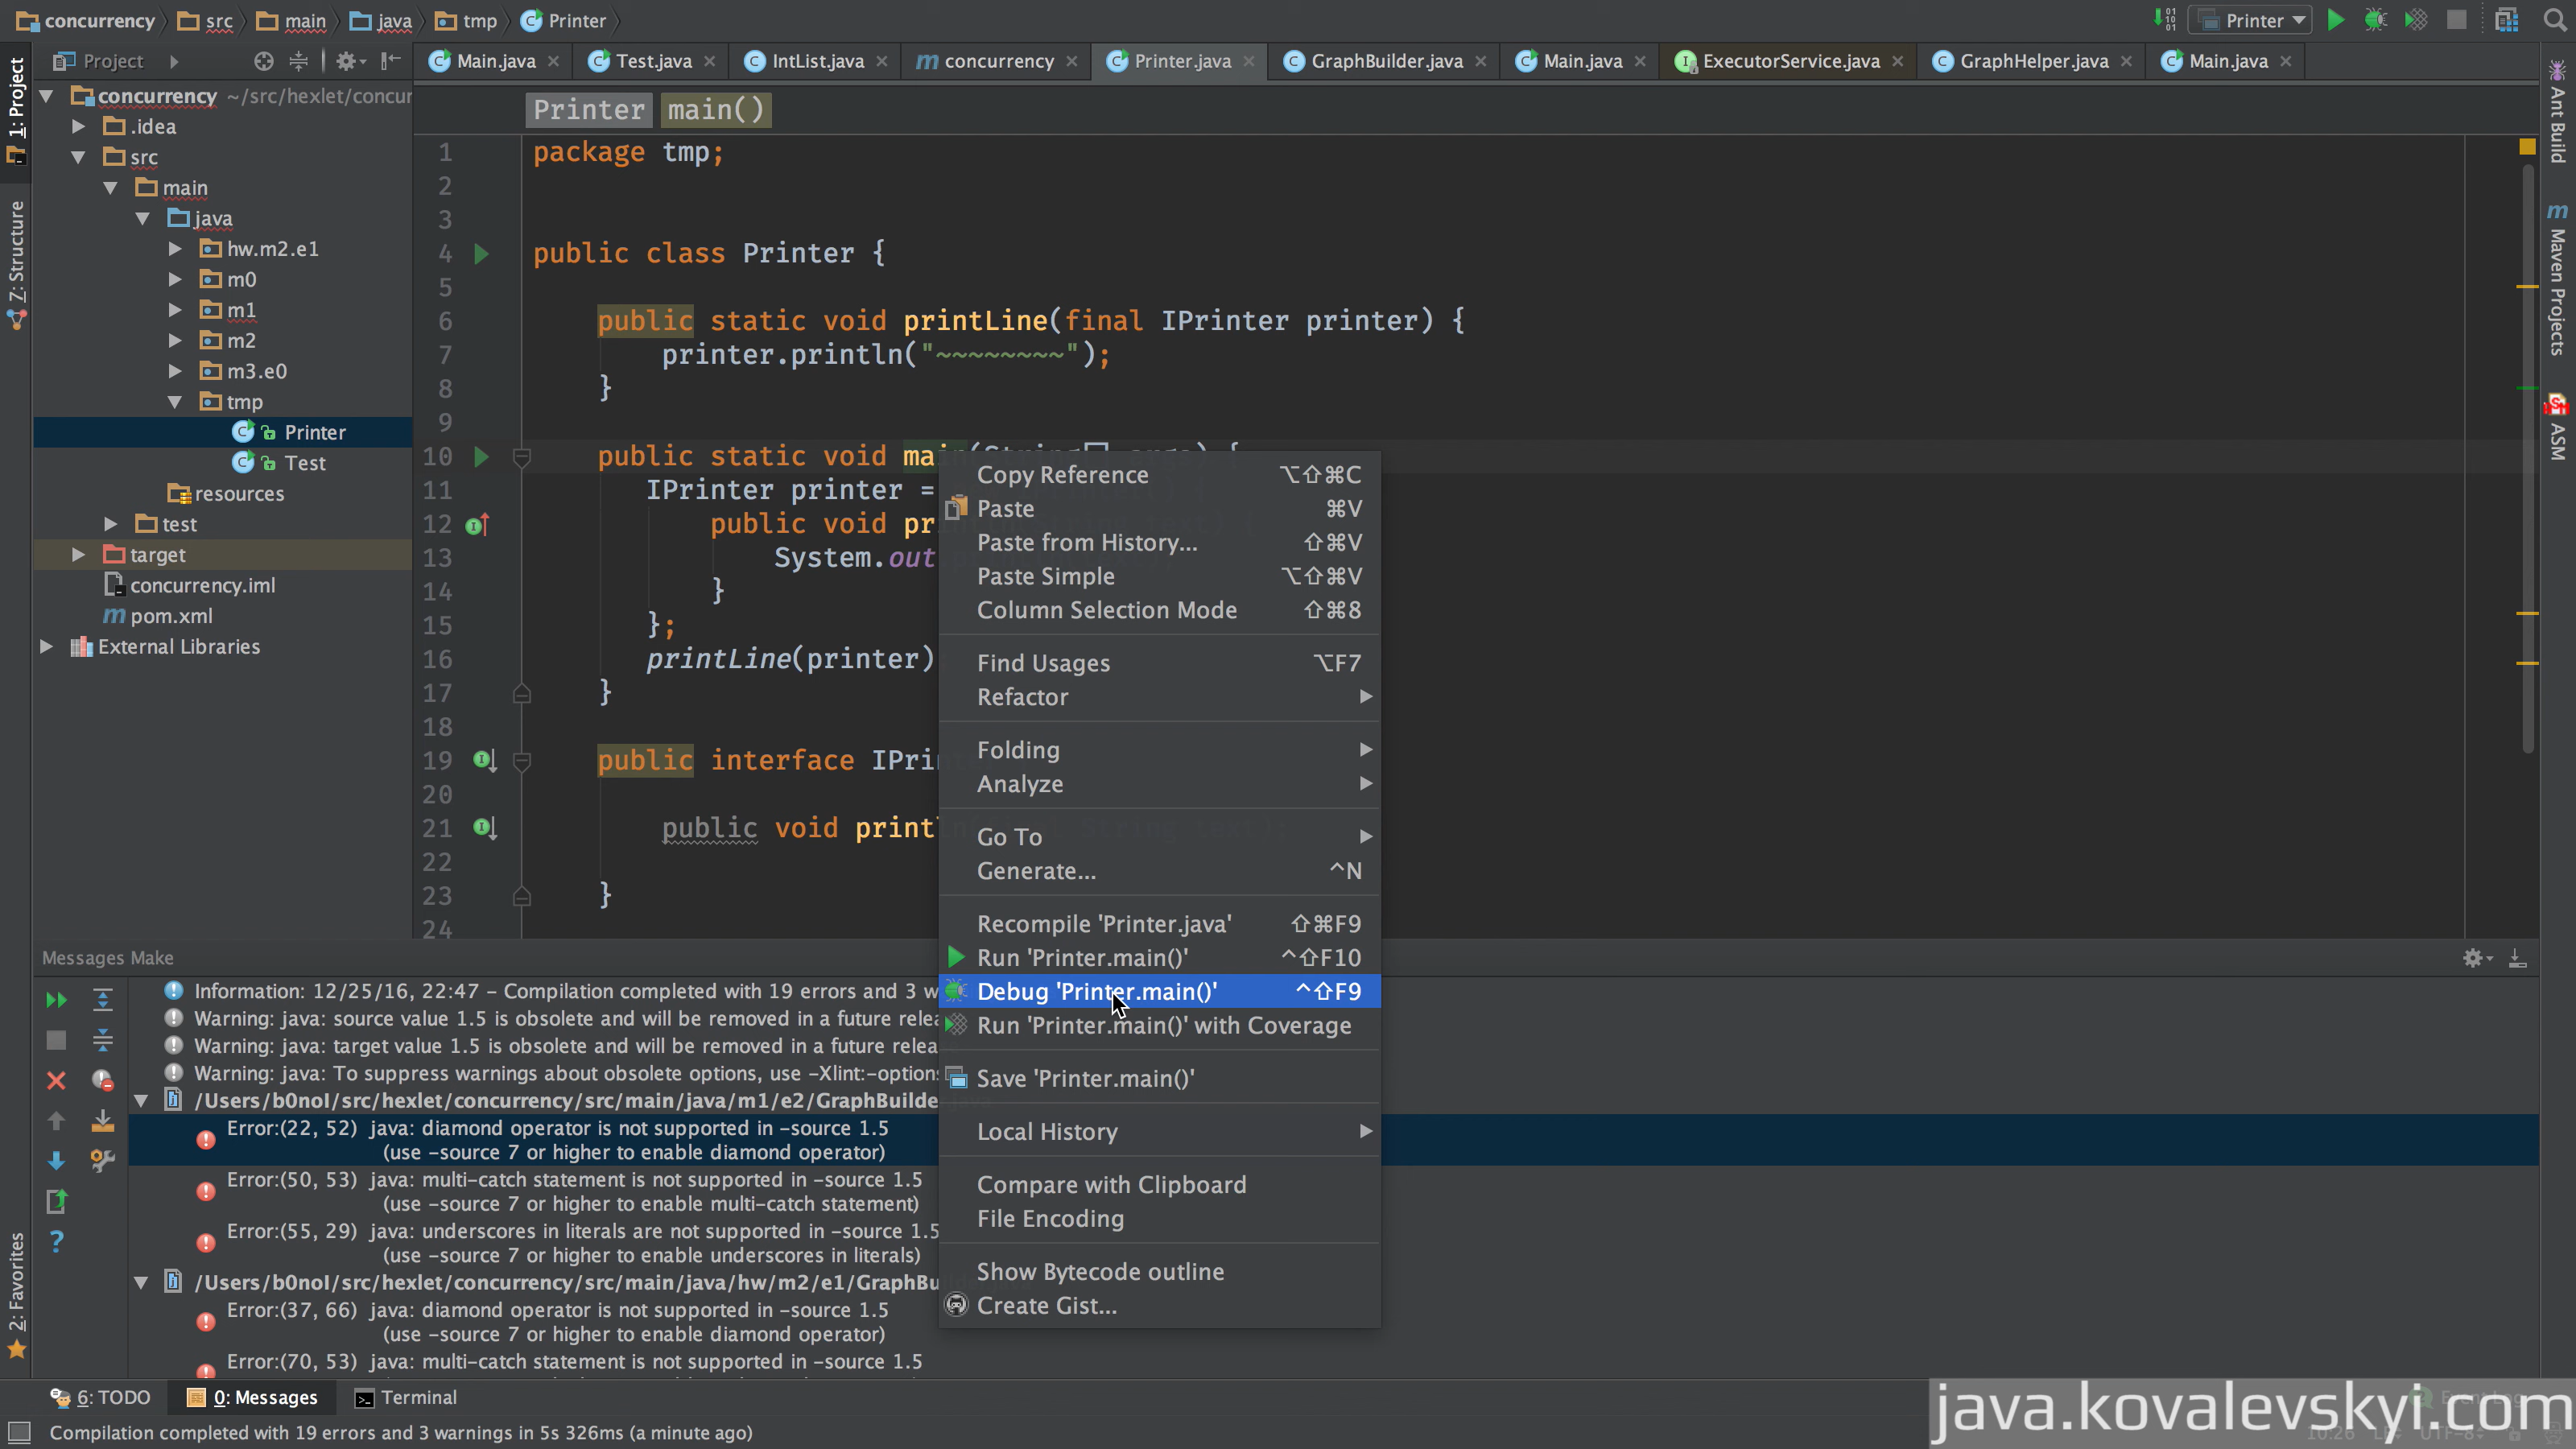 concurrency src main java tmp Printer
Printer
Project
Main.java Test.java IntList.java concurrency Printer.java GraphBuilder.java Main.java ExecutorService.java GraphHelper.java Main.java
1: Project
Z: Structure
2: Favorites
concurrency ~/src/hexlet/concur
.idea
src
main
java
hw.m2.e1
m0
m1
m2
m3.e0
tmp
Printer
Test
resources
test
target
concurrency.iml
pom.xml
External Libraries
Printer main()
1 package tmp;
2
3
4 public class Printer {
5
6 public static void printLine(final IPrinter printer) {
7 printer.println("~~~~~~~~");
8 }
9
10 public static void main(String[] args) {
11 IPrinter printer =
12 public void pr
13 System.out
14 }
15 };
16 printLine(printer)
17 }
18
19 public interface IPri
20
21 public void print
22
23 }
24
Copy Reference ⌥⇧⌘C
Paste ⌘V
Paste from History... ⇧⌘V
Paste Simple ⌥⇧⌘V
Column Selection Mode ⇧⌘8
Find Usages ⌥F7
Refactor
Folding
Analyze
Go To
Generate... ^N
Recompile 'Printer.java' ⇧⌘F9
Run 'Printer.main()' ^⇧F10
Debug 'Printer.main()' ^⇧F9
Run 'Printer.main()' with Coverage
Save 'Printer.main()'
Local History
Compare with Clipboard
File Encoding
Show Bytecode outline
Create Gist...
Ant Build
Maven Projects
ASM
Messages Make
Information: 12/25/16, 22:47 – Compilation completed with 19 errors and 3 w
Warning: java: source value 1.5 is obsolete and will be removed in a future relea
Warning: java: target value 1.5 is obsolete and will be removed in a future relea
Warning: java: To suppress warnings about obsolete options, use -Xlint:-options
/Users/b0noI/src/hexlet/concurrency/src/main/java/m1/e2/GraphBuilde
Error:(22, 52) java: diamond operator is not supported in -source 1.5
(use -source 7 or higher to enable diamond operator)
Error:(50, 53) java: multi-catch statement is not supported in -source 1.5
(use -source 7 or higher to enable multi-catch statement)
Error:(55, 29) java: underscores in literals are not supported in -source 1.5
(use -source 7 or higher to enable underscores in literals)
/Users/b0noI/src/hexlet/concurrency/src/main/java/hw/m2/e1/GraphBu
Error:(37, 66) java: diamond operator is not supported in -source 1.5
(use -source 7 or higher to enable diamond operator)
Error:(70, 53) java: multi-catch statement is not supported in -source 1.5
6: TODO 0: Messages Terminal
Compilation completed with 19 errors and 3 warnings in 5s 326ms (a minute ago)
java.kovalevskyi.com